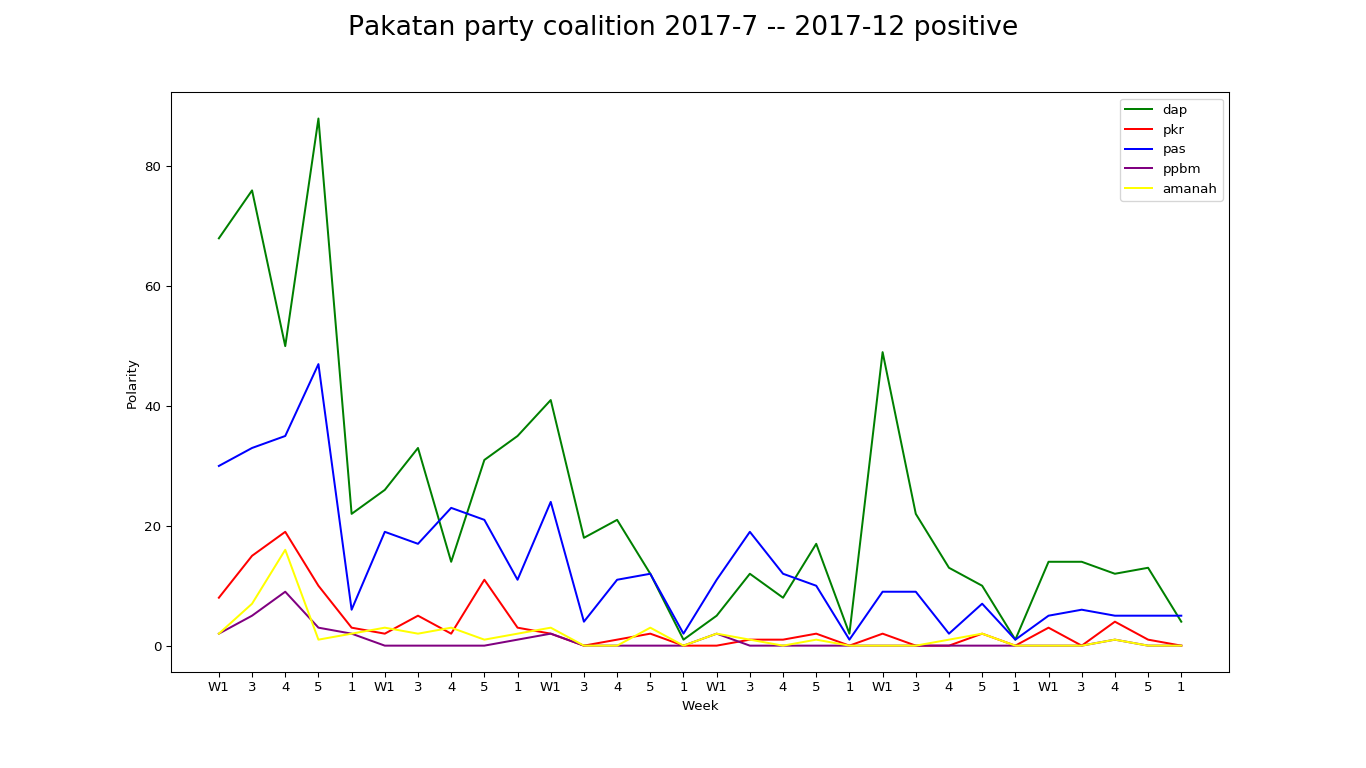 Pakatan party coalition 2017-7 -- 2017-12 positive
dap
pkr
pas
ppbm
amanah
80
60
40
20
0
Polarity
W1 3 4 5 1 W1 3 4 5 1 W1 3 4 5 1 W1 3 4 5 1 W1 3 4 5 1 W1 3 4 5 1
Week